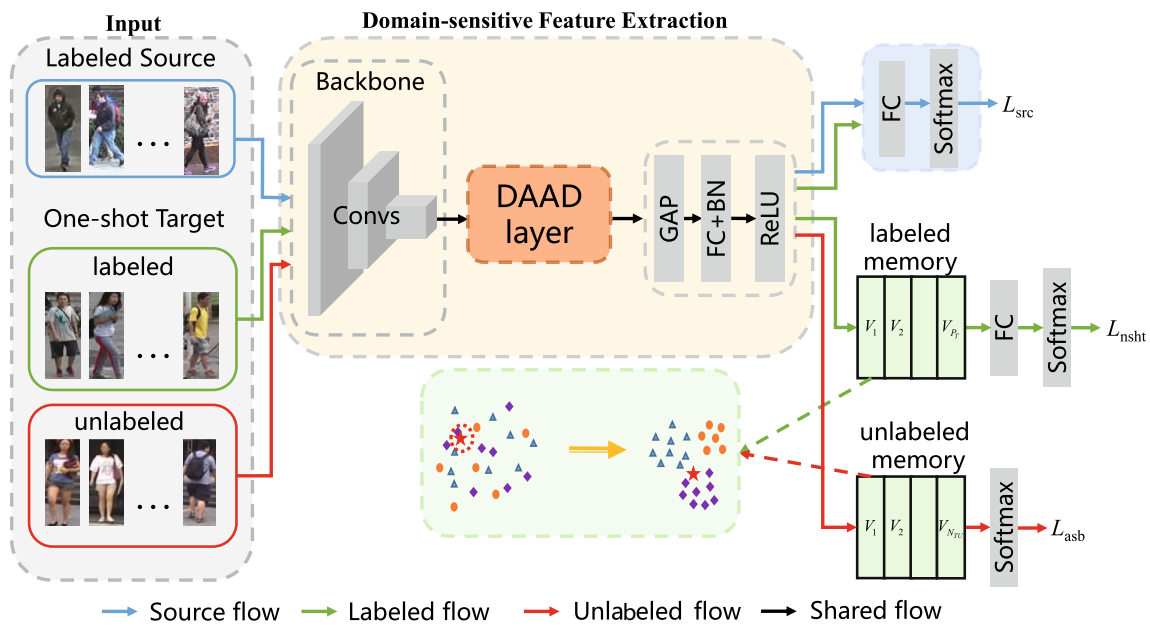 Input
Domain-sensitive Feature Extraction
Labeled Source
. . .
One-shot Target
labeled
. . .
unlabeled
. . .
Backbone
Convs
DAAD
layer
GAP
FC+BN
ReLU
FC
Softmax
L_src
labeled
memory
V_1 V_2 V_{P_T}
FC
Softmax
L_nsht
unlabeled
memory
V_1 V_2 V_{N_{TU}}
Softmax
L_asb
Source flow Labeled flow Unlabeled flow Shared flow